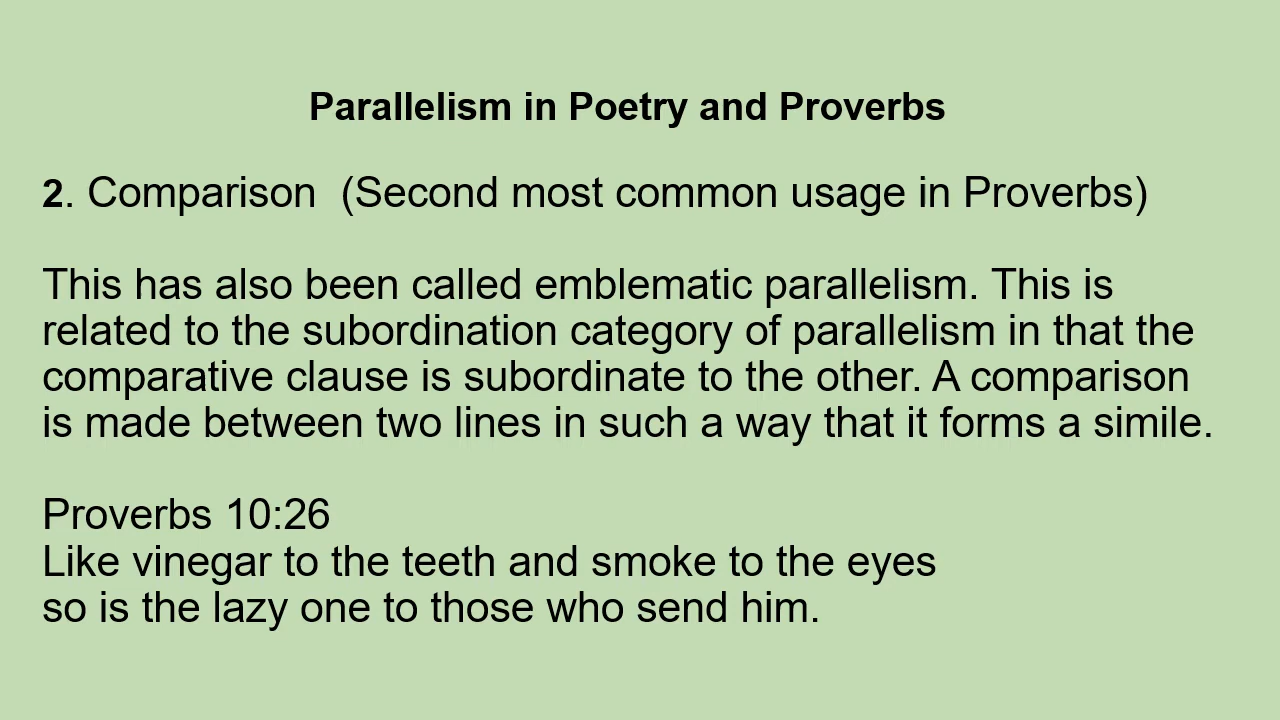 Parallelism in Poetry and Proverbs
2. Comparison  (Second most common usage in Proverbs)
This has also been called emblematic parallelism. This is
related to the subordination category of parallelism in that the
comparative clause is subordinate to the other. A comparison
is made between two lines in such a way that it forms a simile.
Proverbs 10:26
Like vinegar to the teeth and smoke to the eyes
so is the lazy one to those who send him.